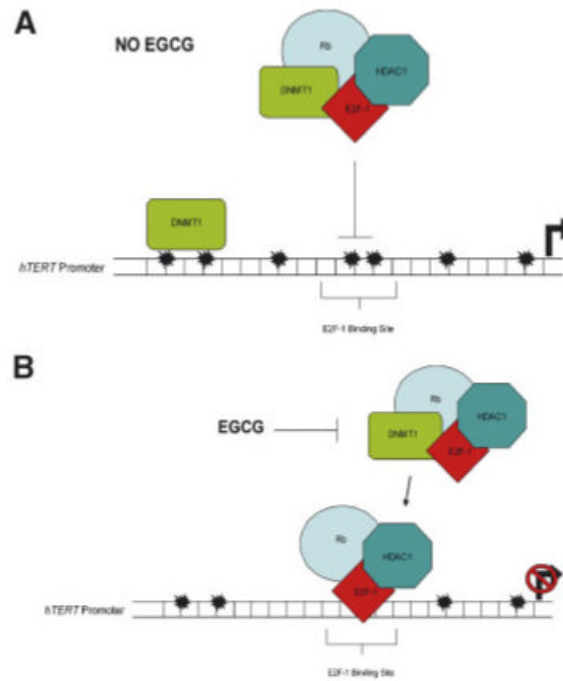 A
NO EGCG
Rb
HDAC1
DNMT1
E2F-1
DNMT1
hTERT Promoter
E2F-1 Binding Site
B
EGCG
Rb
HDAC1
DNMT1
E2F-1
Rb
HDAC1
E2F-1
hTERT Promoter
E2F-1 Binding Site